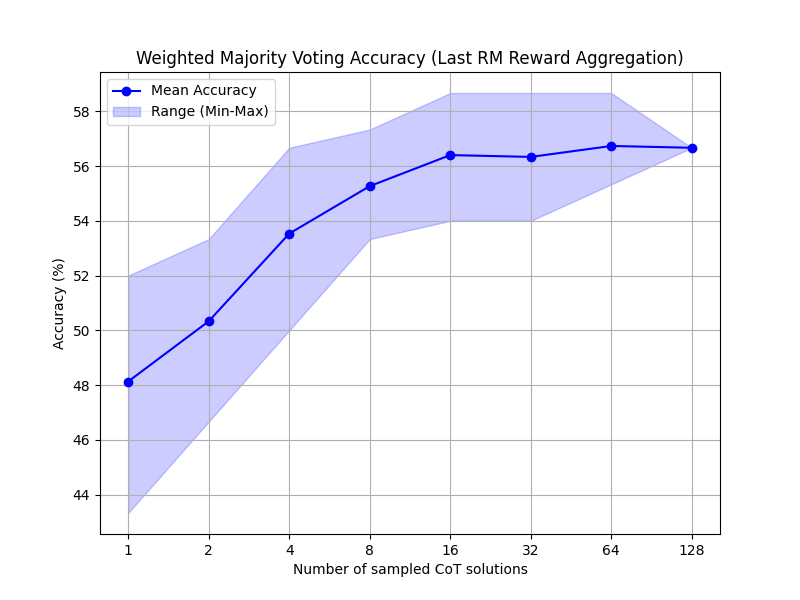 Weighted Majority Voting Accuracy (Last RM Reward Aggregation)
Mean Accuracy
Range (Min-Max)
Accuracy (%)
58
56
54
52
50
48
46
44
1 2 4 8 16 32 64 128
Number of sampled CoT solutions